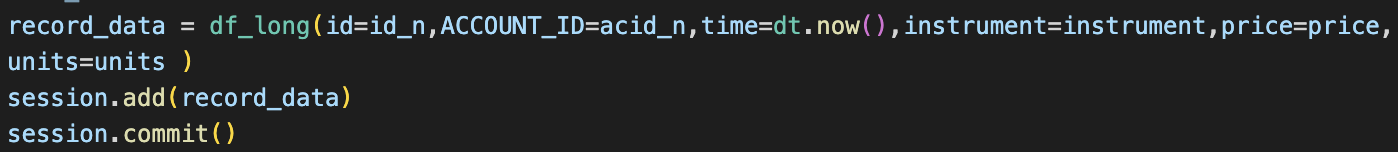 record_data = df_long(id=id_n,ACCOUNT_ID=acid_n,time=dt.now(),instrument=instrument,price=price,
units=units )
session.add(record_data)
session.commit()